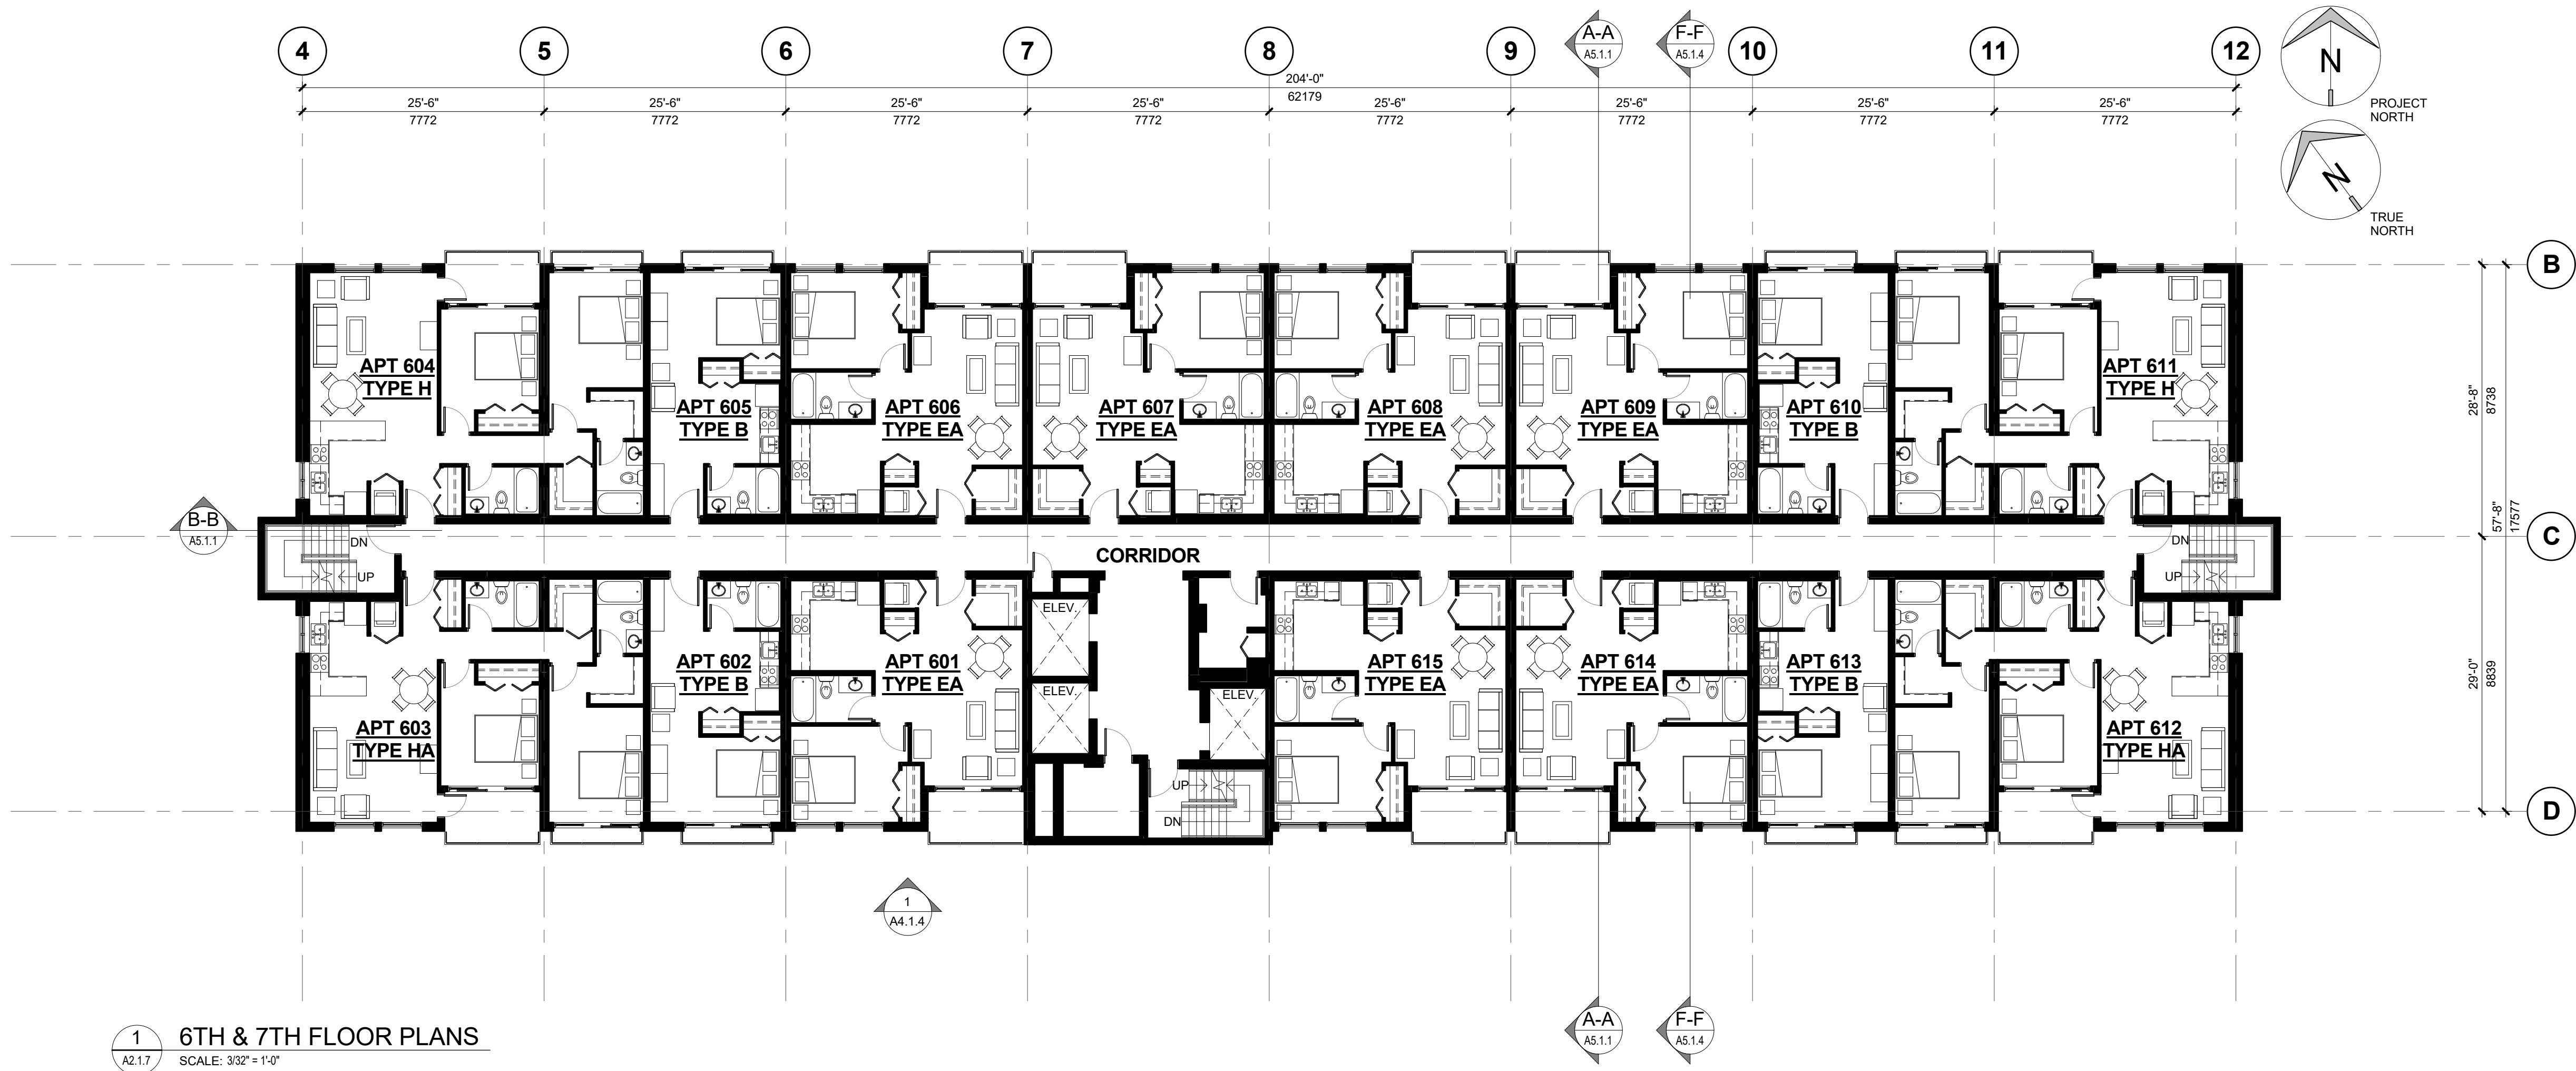 4
5
6
7
8
9
A-A
A5.1.1
F-F
A5.1.4
10
11
12
N
PROJECT
NORTH
204'-0"
62179
25'-6"
7772
25'-6"
7772
25'-6"
7772
25'-6"
7772
25'-6"
7772
25'-6"
7772
25'-6"
7772
25'-6"
7772
N
TRUE
NORTH
B
APT 604
TYPE H
APT 605
TYPE B
APT 606
TYPE EA
APT 607
TYPE EA
APT 608
TYPE EA
APT 609
TYPE EA
APT 610
TYPE B
APT 611
TYPE H
28'-8"
8738
57'-8"
17577
B-B
A5.1.1
DN
UP
CORRIDOR
DN
UP
C
ELEV.
ELEV.
ELEV.
UP
DN
APT 603
TYPE HA
APT 602
TYPE B
APT 601
TYPE EA
APT 615
TYPE EA
APT 614
TYPE EA
APT 613
TYPE B
APT 612
TYPE HA
29'-0"
8839
D
1
A4.1.4
A-A
A5.1.1
F-F
A5.1.4
1
A2.1.7
6TH & 7TH FLOOR PLANS
SCALE: 3/32" = 1'-0"